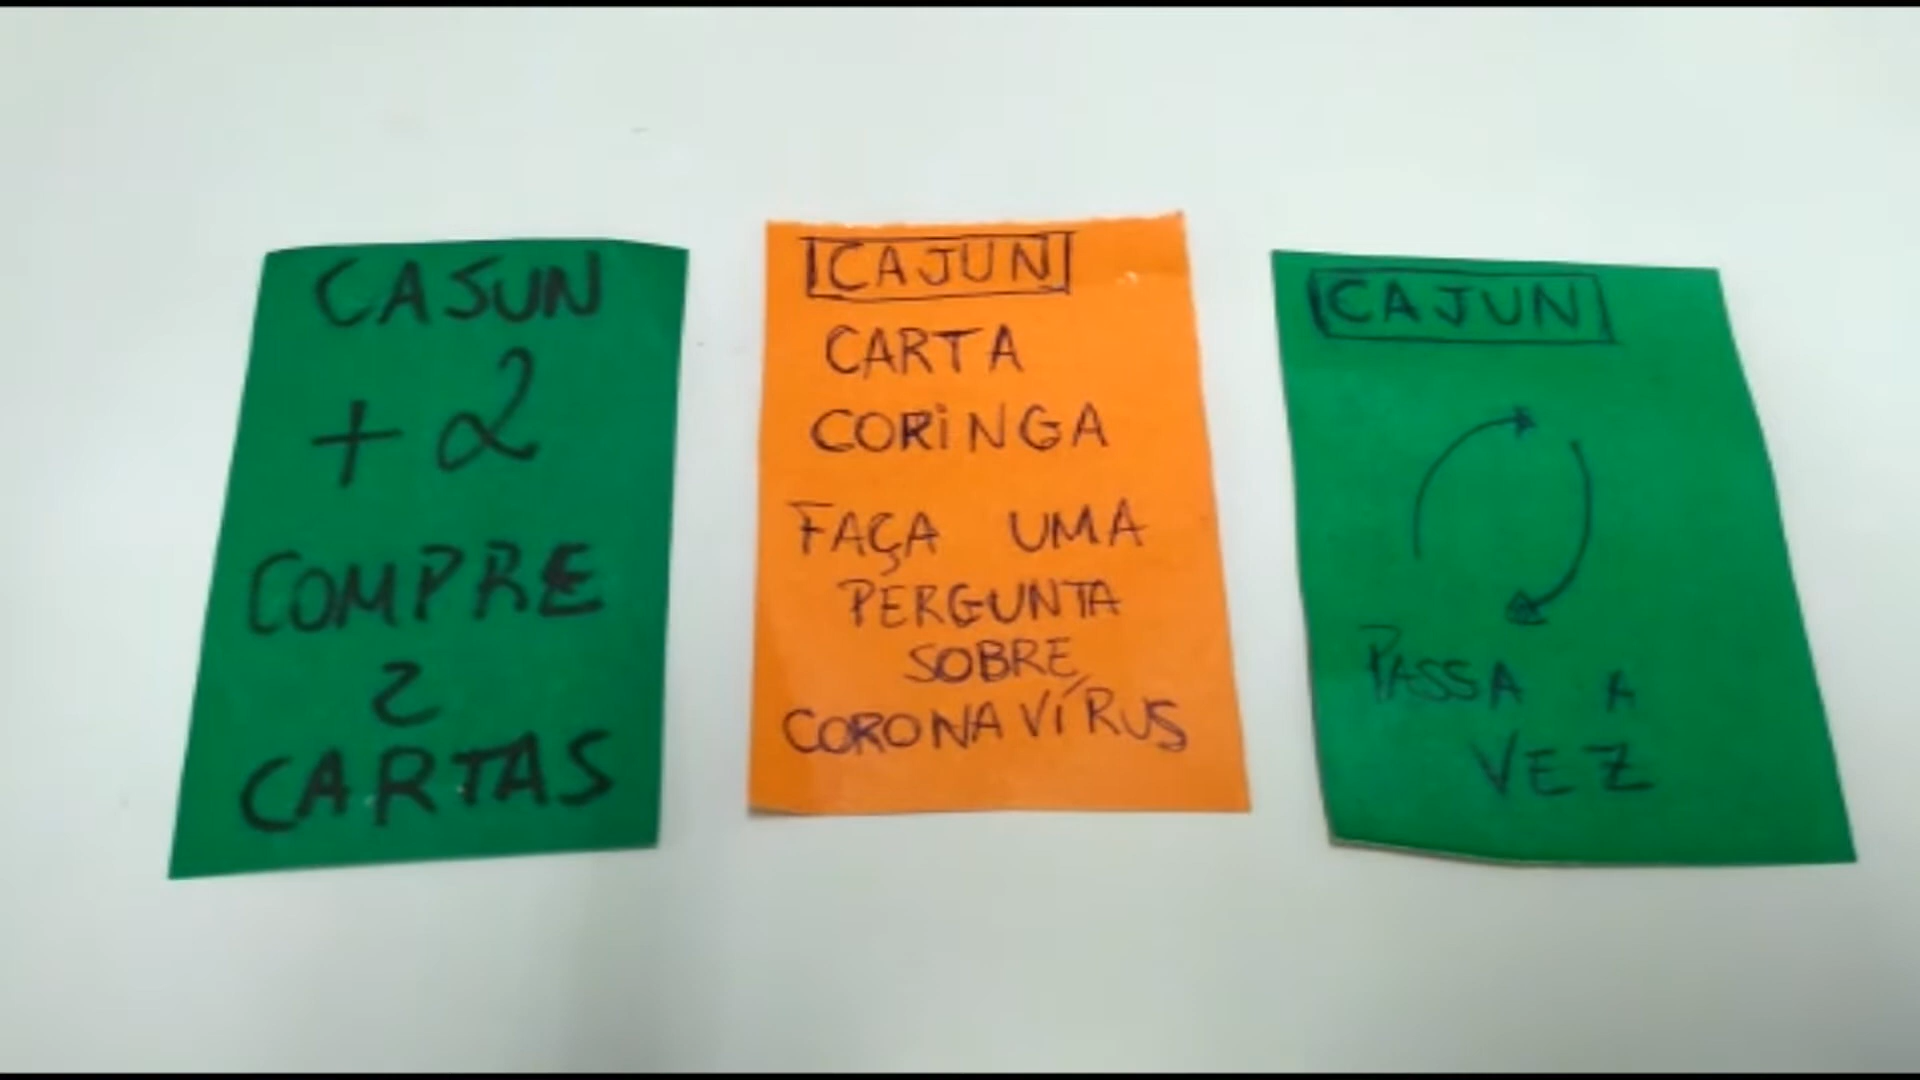 CAJUN
+2
COMPRE
2
CARTAS
CAJUN
CARTA
CORINGA
FAÇA UMA
PERGUNTA
SOBRE
CORONAVÍRUS
CAJUN
PASSA A
VEZ